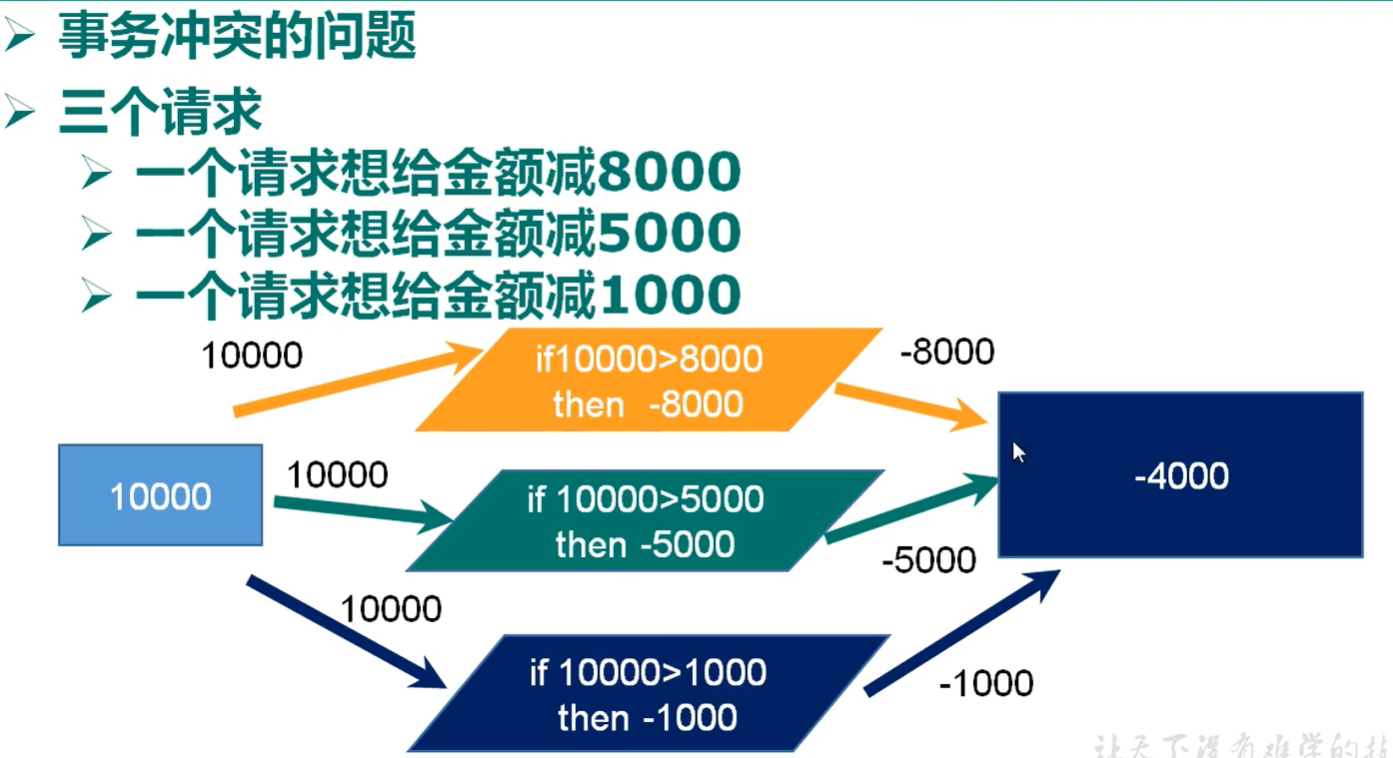 事务冲突的问题
三个请求
一个请求想给金额减8000
一个请求想给金额减5000
一个请求想给金额减1000
10000
if10000>8000
then -8000
-8000
10000
10000
if 10000>5000
then -5000
-5000
-4000
10000
if 10000>1000
then -1000
-1000
让天下没有难学的技